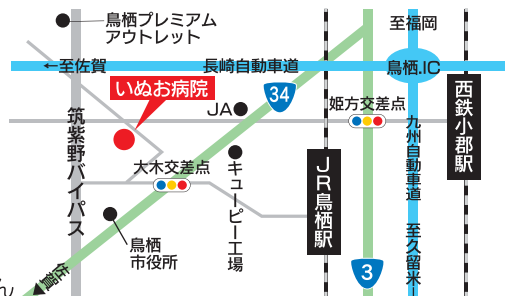 鳥栖プレミアム
アウトレット
至福岡
←至佐賀
長崎自動車道
鳥栖.IC
いぬお病院
34
JA
姫方交差点
西鉄小郡駅
筑紫野バイパス
九州自動車道
大木交差点
キューピー工場
JR鳥栖駅
鳥栖
市役所
至久留米
佐賀
3